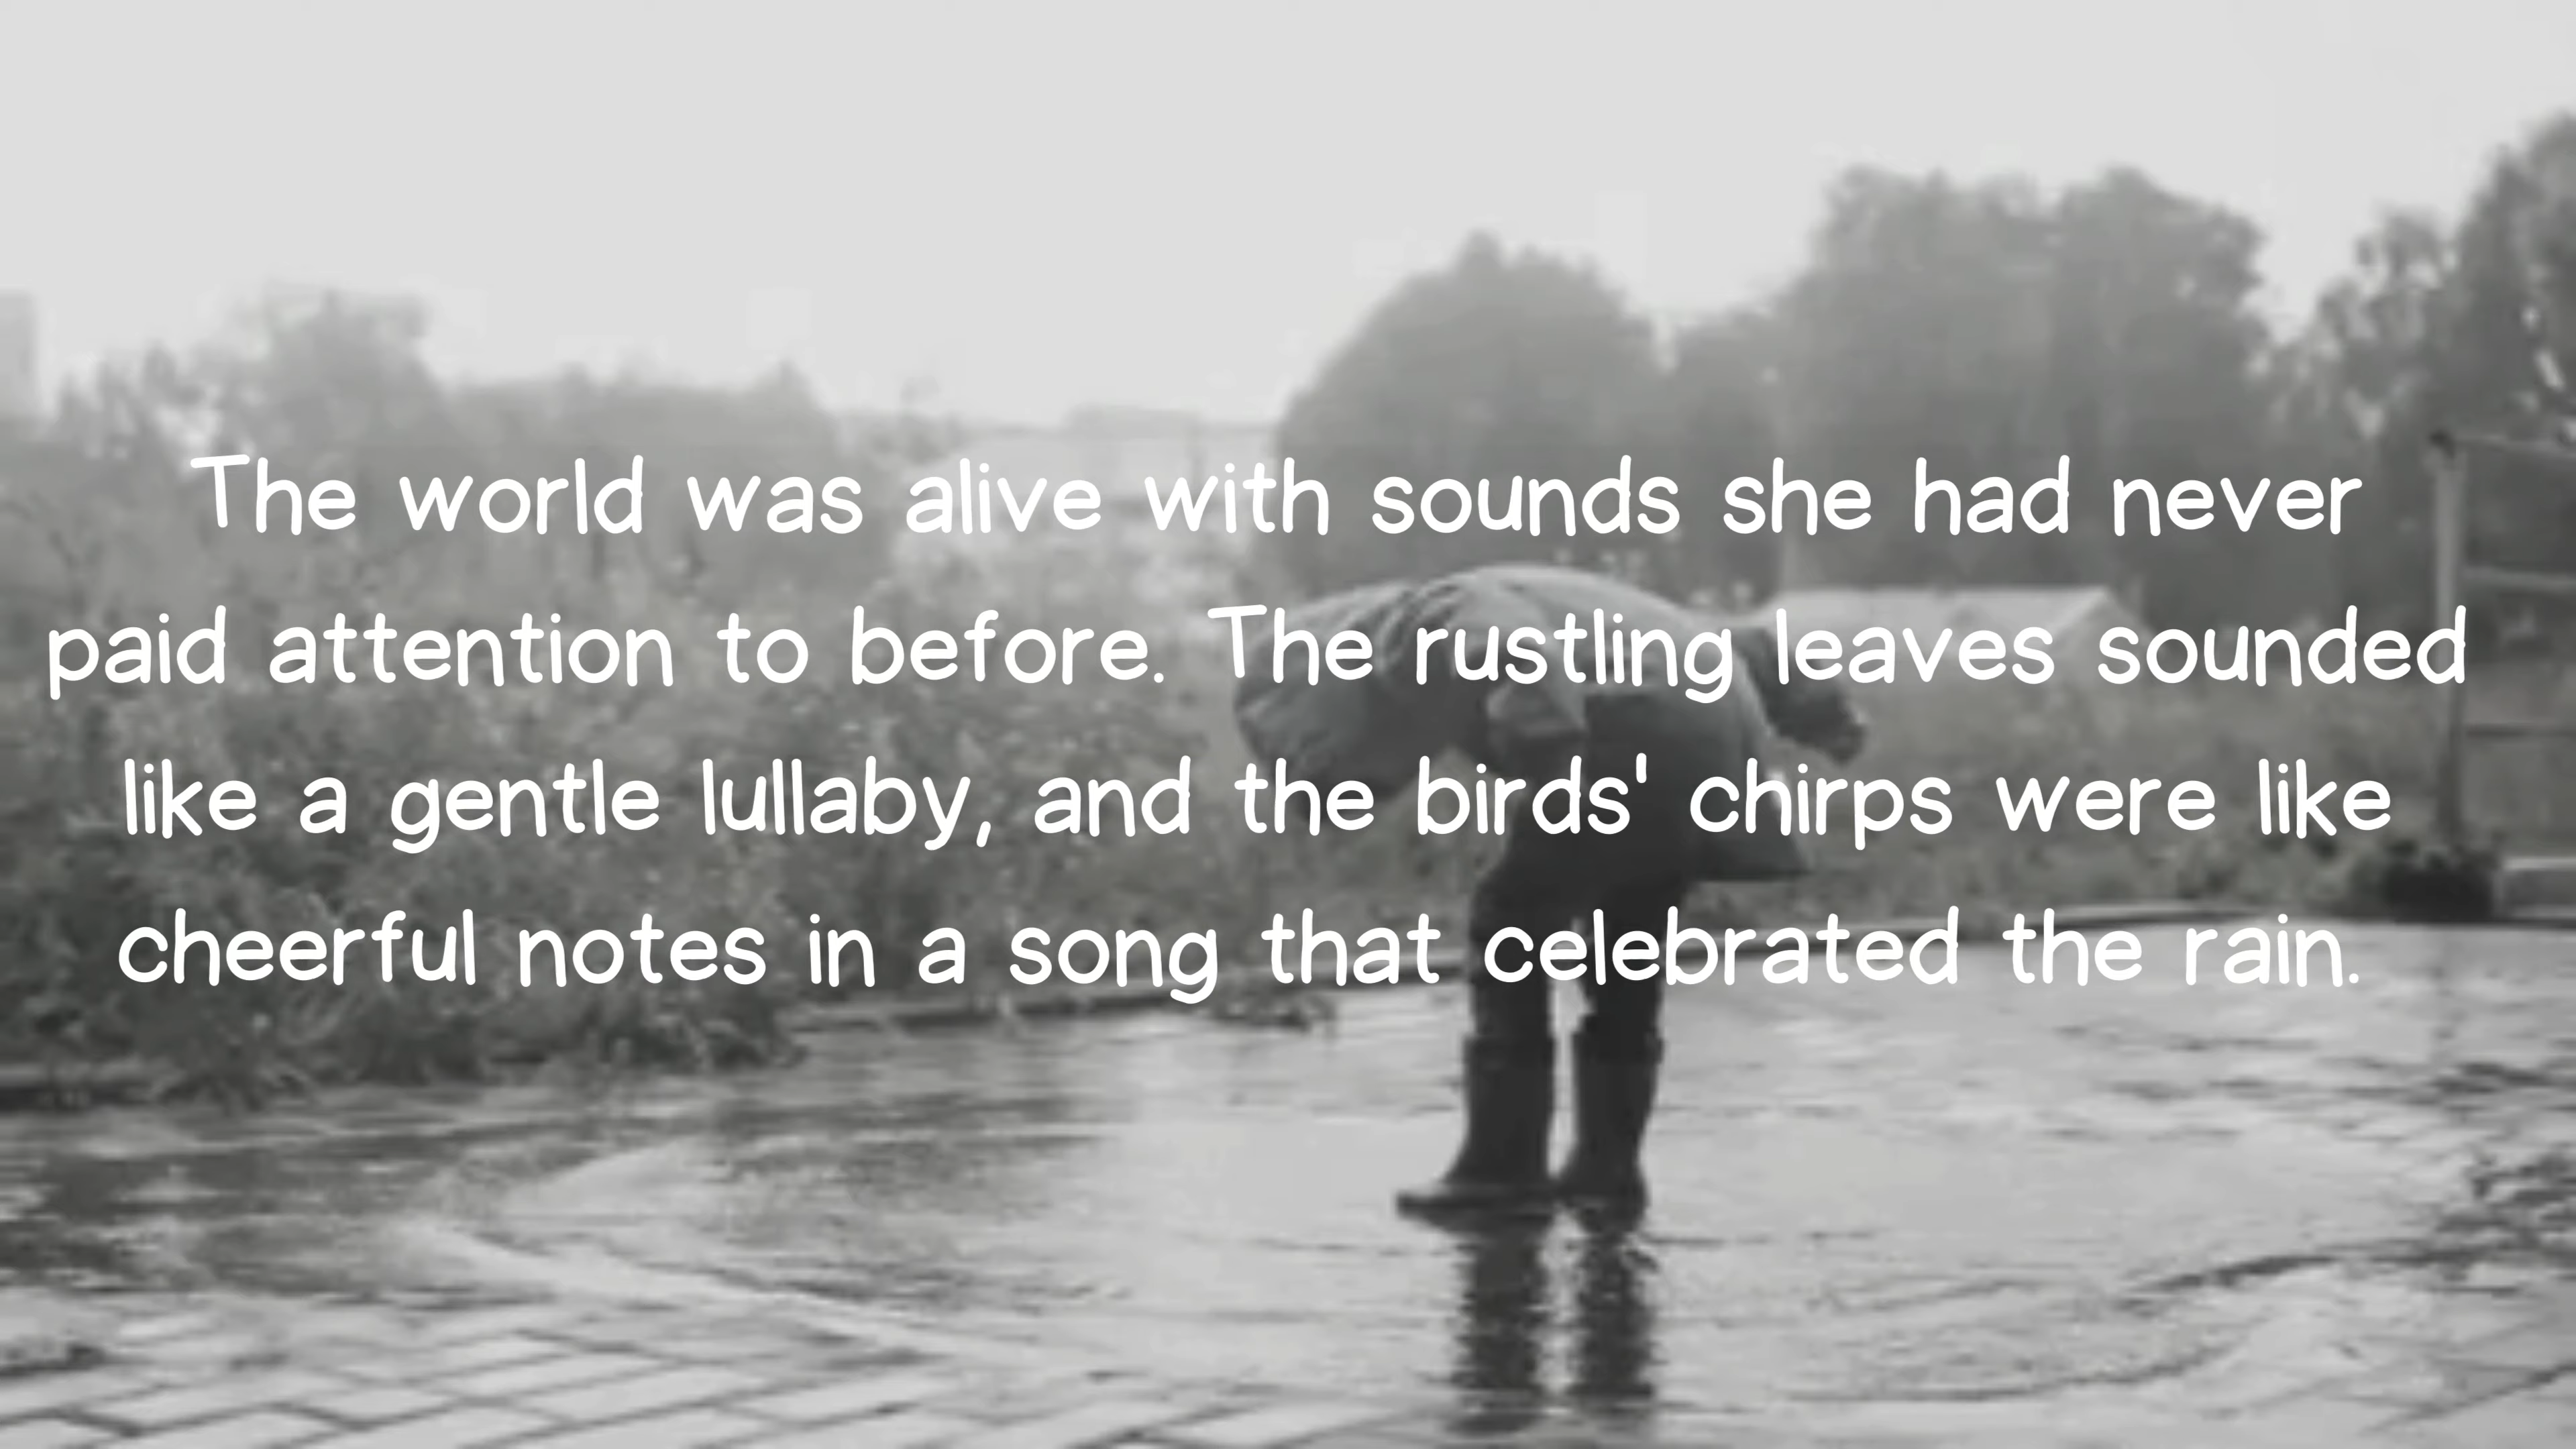 The world was alive with sounds she had never
paid attention to before. The rustling leaves sounded
like a gentle lullaby, and the birds' chirps were like
cheerful notes in a song that celebrated the rain.